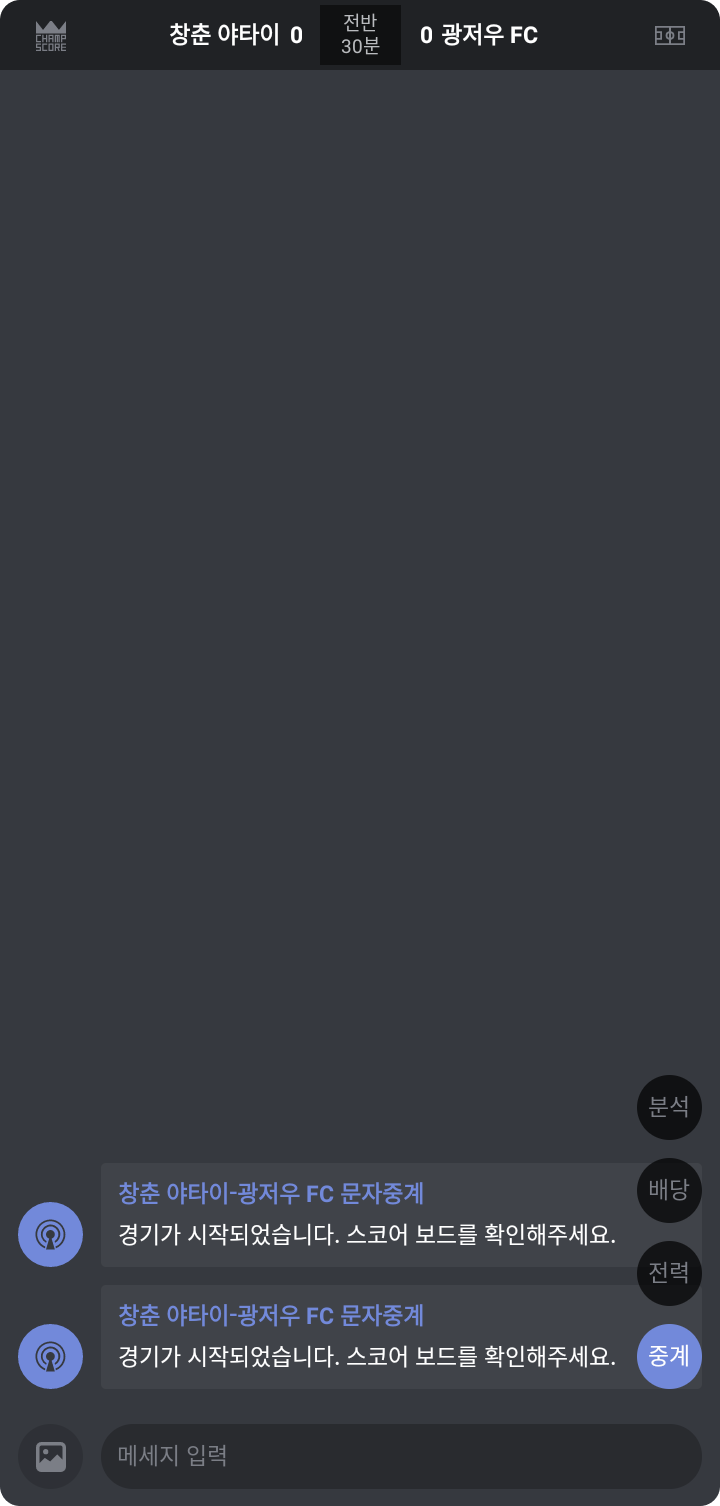 CHAMP
SCORE
창춘 야타이 0
전반
30분
0 광저우 FC
분석
창춘 야타이-광저우 FC 문자중계
배당
경기가 시작되었습니다. 스코어 보드를 확인해주세요.
전력
창춘 야타이-광저우 FC 문자중계
경기가 시작되었습니다. 스코어 보드를 확인해주세요.
중계
메세지 입력